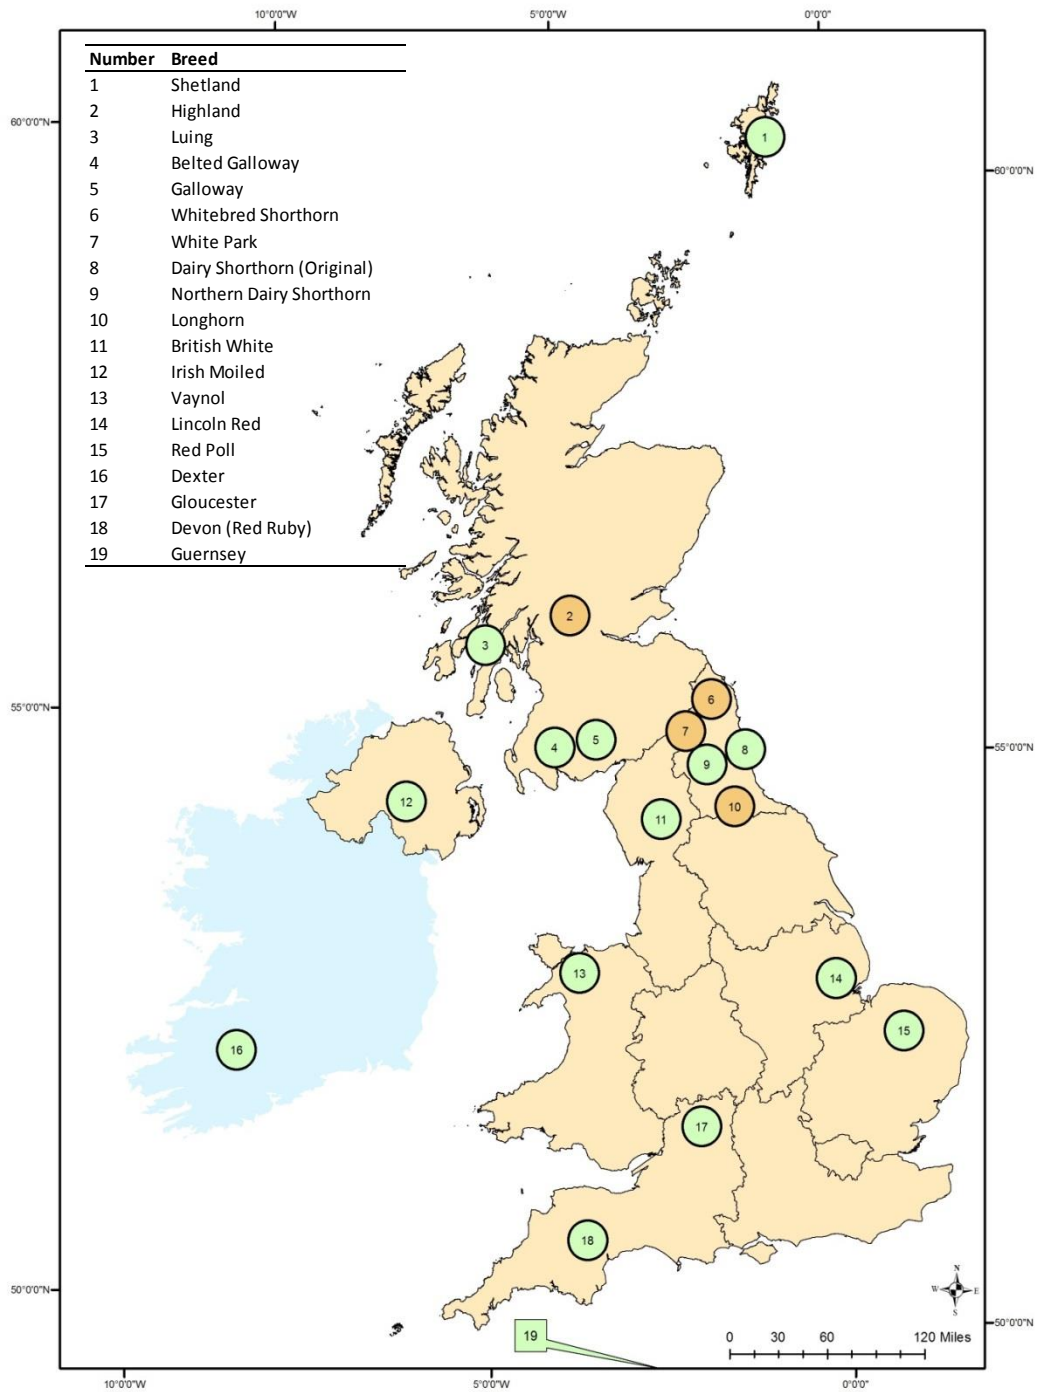 10°0'0"W 5°0'0"W 0°0'0"
Number Breed
1 Shetland
2 Highland
3 Luing
4 Belted Galloway
5 Galloway
6 Whitebred Shorthorn
7 White Park
8 Dairy Shorthorn (Original)
9 Northern Dairy Shorthorn
10 Longhorn
11 British White
12 Irish Moiled
13 Vaynol
14 Lincoln Red
15 Red Poll
16 Dexter
17 Gloucester
18 Devon (Red Ruby)
19 Guernsey
60°0'0"N
1
60°0'0"N
2
3
55°0'0"N
6
7
4
5
8
55°0'0"N
9
12
10
11
13
14
15
16
17
18
50°0'0"N
N
W E
S
50°0'0"N
19
0 30 60 120 Miles
10°0'0"W 5°0'0"W 0°0'0"